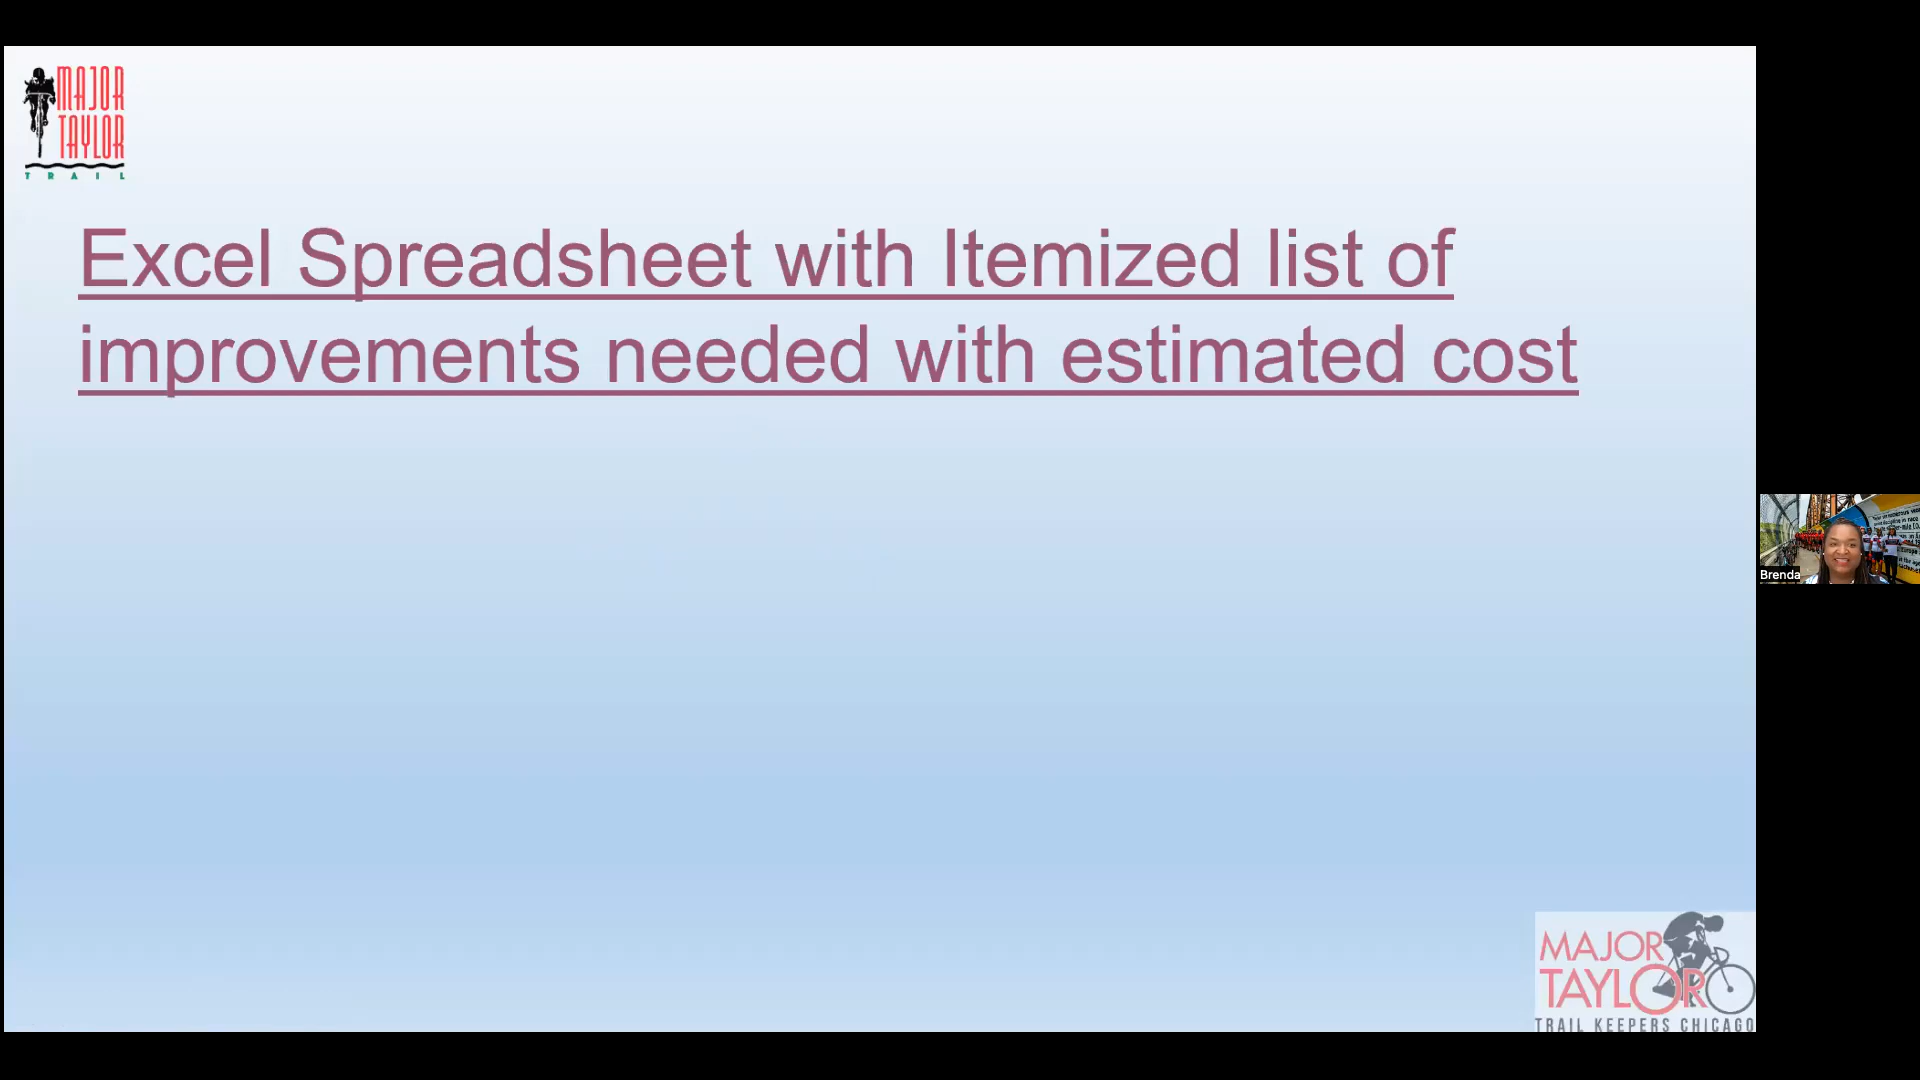 MAJOR
TAYLOR
TRAIL
Excel Spreadsheet with Itemized list of
improvements needed with estimated cost
Brenda
MAJOR
TAYLOR
TRAIL KEEPERS CHICAGO